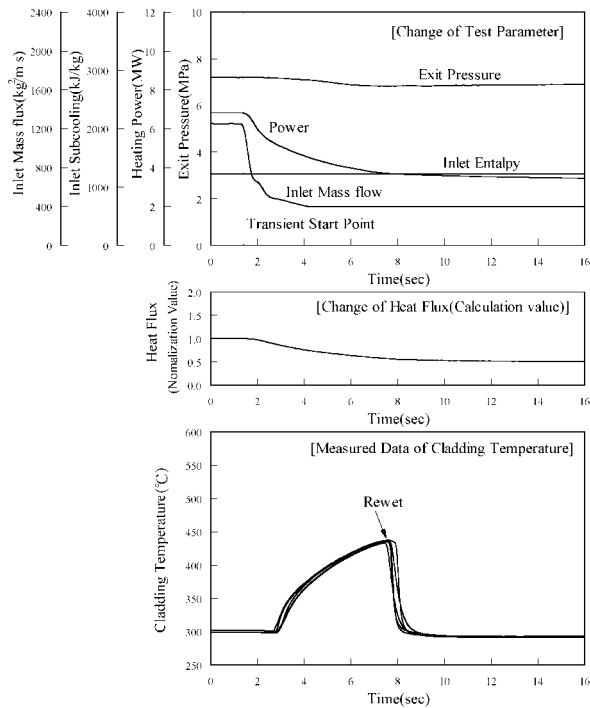 Inlet Mass flux(kg²/m s)
Inlet Subcooling(kJ/kg)
Heating Power(MW)
Exit Pressure(MPa)
2400
2000
1600
1200
800
400
0
4000
3000
2000
1000
0
12
10
8
6
4
2
0
10
8
6
4
2
0
[Change of Test Parameter]
Exit Pressure
Power
Inlet Entalpy
Inlet Mass flow
Transient Start Point
0 2 4 6 8 10 12 14 16
Time(sec)
Heat Flux
(Nomalization Value)
2.0
1.5
1.0
0.5
0.0
[Change of Heat Flux(Calculation value)]
0 2 4 6 8 10 12 14 16
Time(sec)
Cladding Temperature(°C)
600
550
500
450
400
350
300
250
[Measured Data of Cladding Temperature]
Rewet
0 2 4 6 8 10 12 14 16
Time(sec)